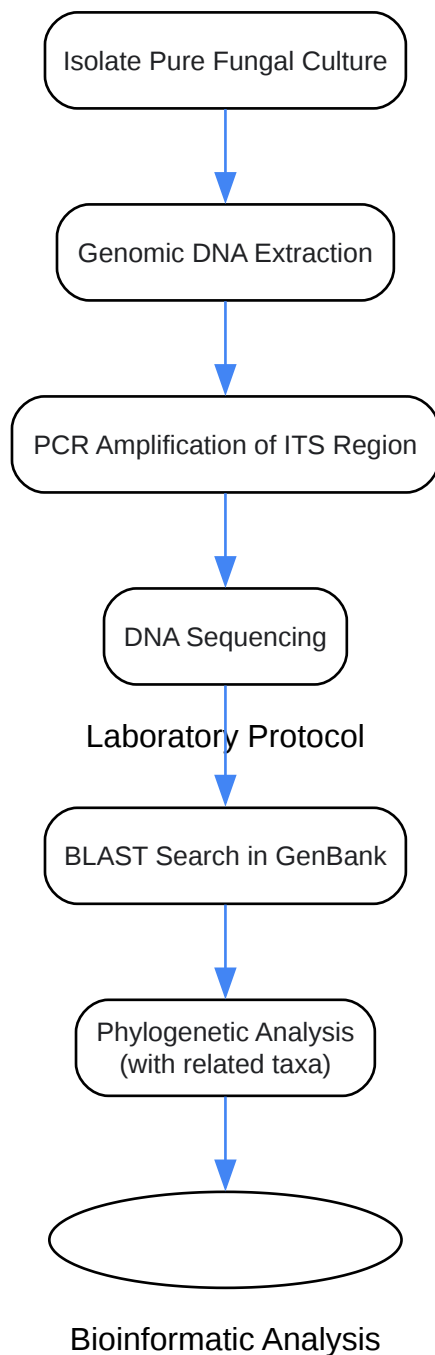 Isolate Pure Fungal Culture
Genomic DNA Extraction
PCR Amplification of ITS Region
DNA Sequencing
Laboratory Protocol
BLAST Search in GenBank
Phylogenetic Analysis
(with related taxa)
Bioinformatic Analysis